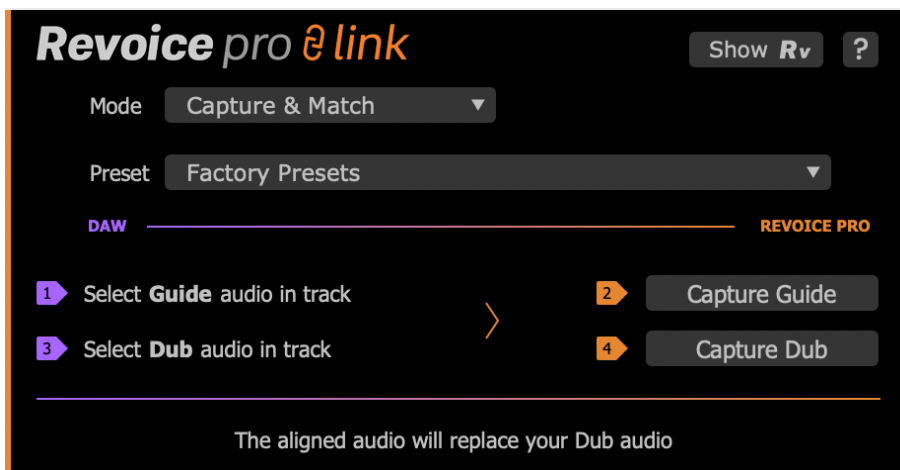 Revoice pro link
Show Rv ?
Mode Capture & Match
Preset Factory Presets
DAW REVOICE PRO
1 Select Guide audio in track
2 Capture Guide
3 Select Dub audio in track
4 Capture Dub
The aligned audio will replace your Dub audio